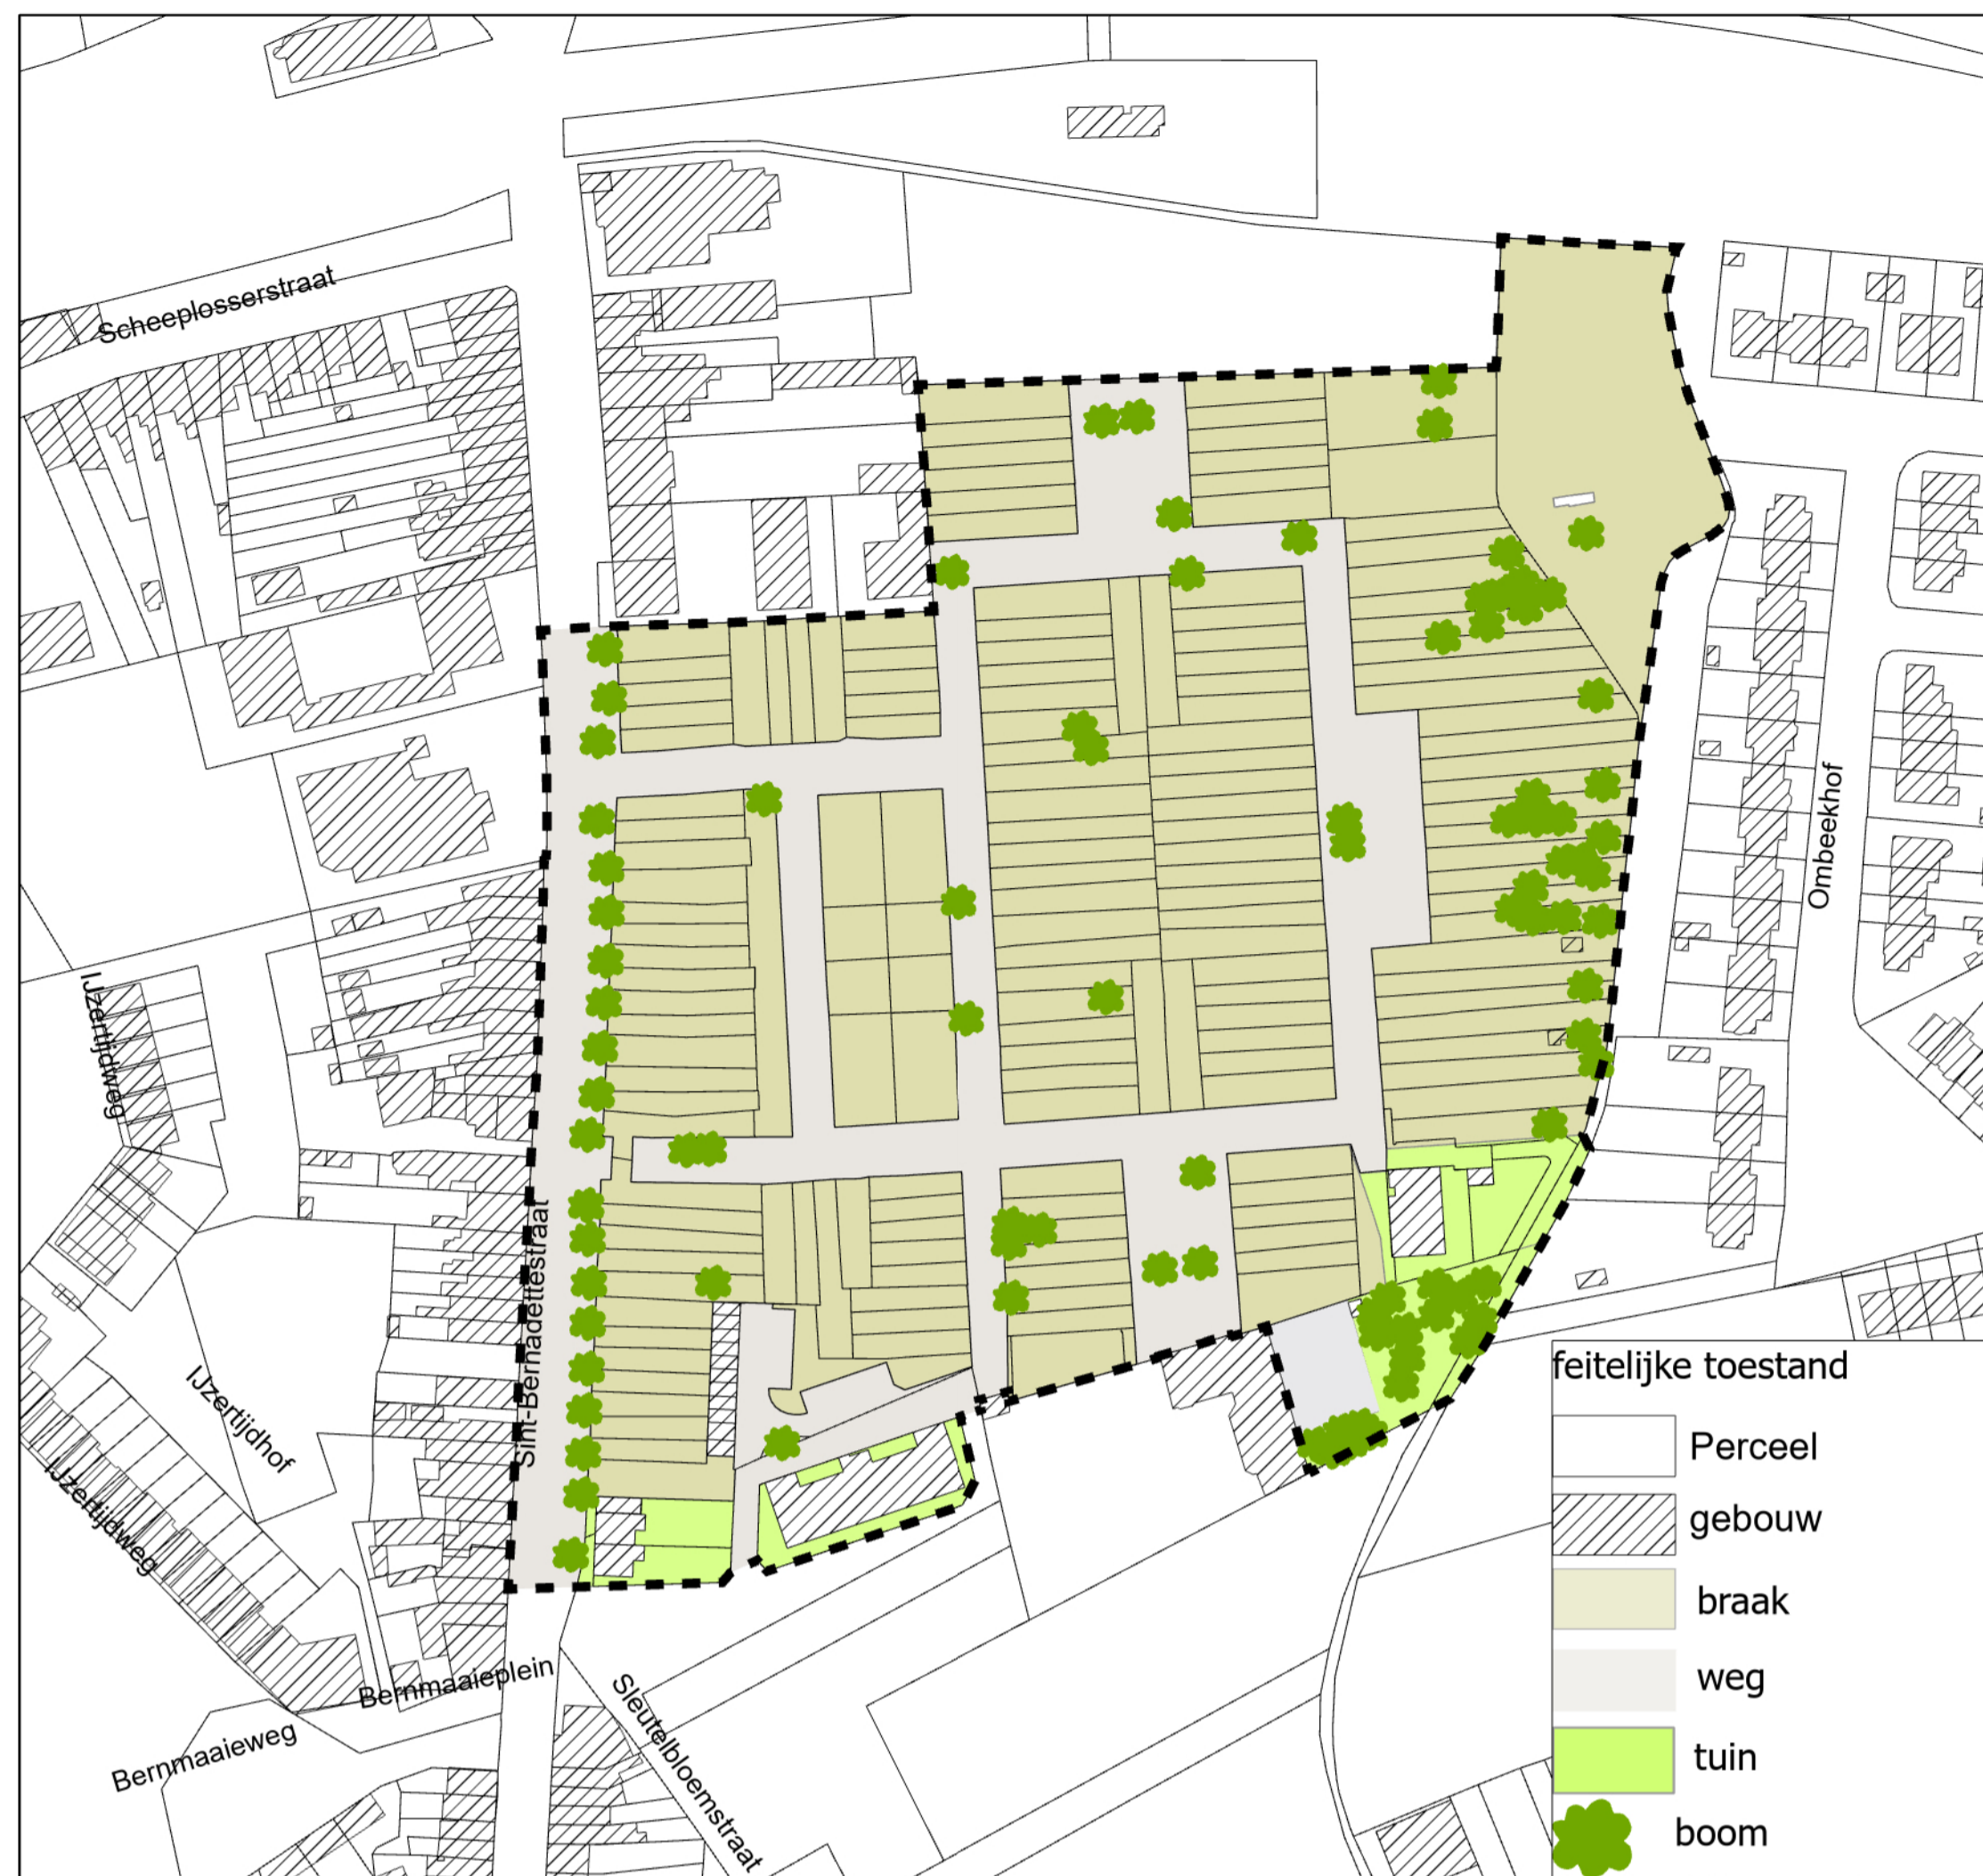 Scheeplosserstraat
Ombeekhof
IJzertijdweg
Sint-Bernadettestraat
IJzertijdhof
IJzertijdweg
Bernmaaieplein
Bernmaaieweg
Sleutelbloemstraat
feitelijke toestand
Perceel
gebouw
braak
weg
tuin
boom